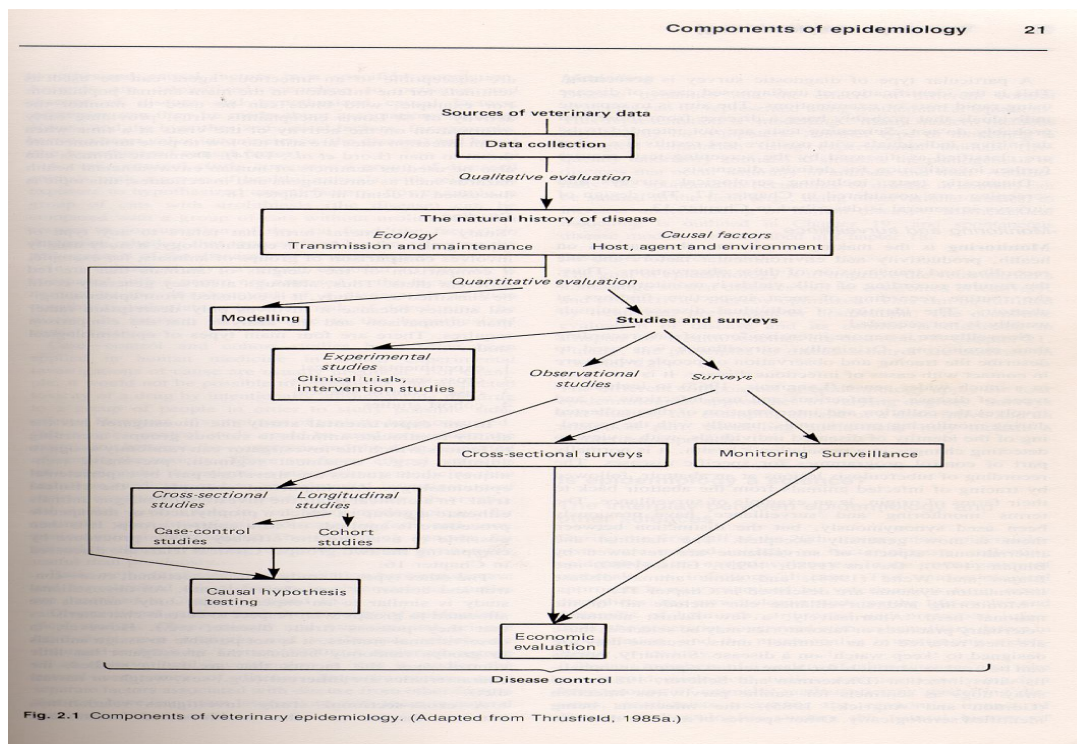 Components of epidemiology 21
Sources of veterinary data
Data collection
Qualitative evaluation
The natural history of disease
Ecology Causal factors
Transmission and maintenance Host, agent and environment
Quantitative evaluation
Modelling
Studies and surveys
Experimental
studies
Clinical trials,
intervention studies
Observational
studies
Surveys
Cross-sectional surveys
Monitoring Surveillance
Cross-sectional Longitudinal
studies studies
Case-control Cohort
studies studies
Causal hypothesis
testing
Economic
evaluation
Disease control
Fig. 2.1 Components of veterinary epidemiology. (Adapted from Thrusfield, 1985a.)